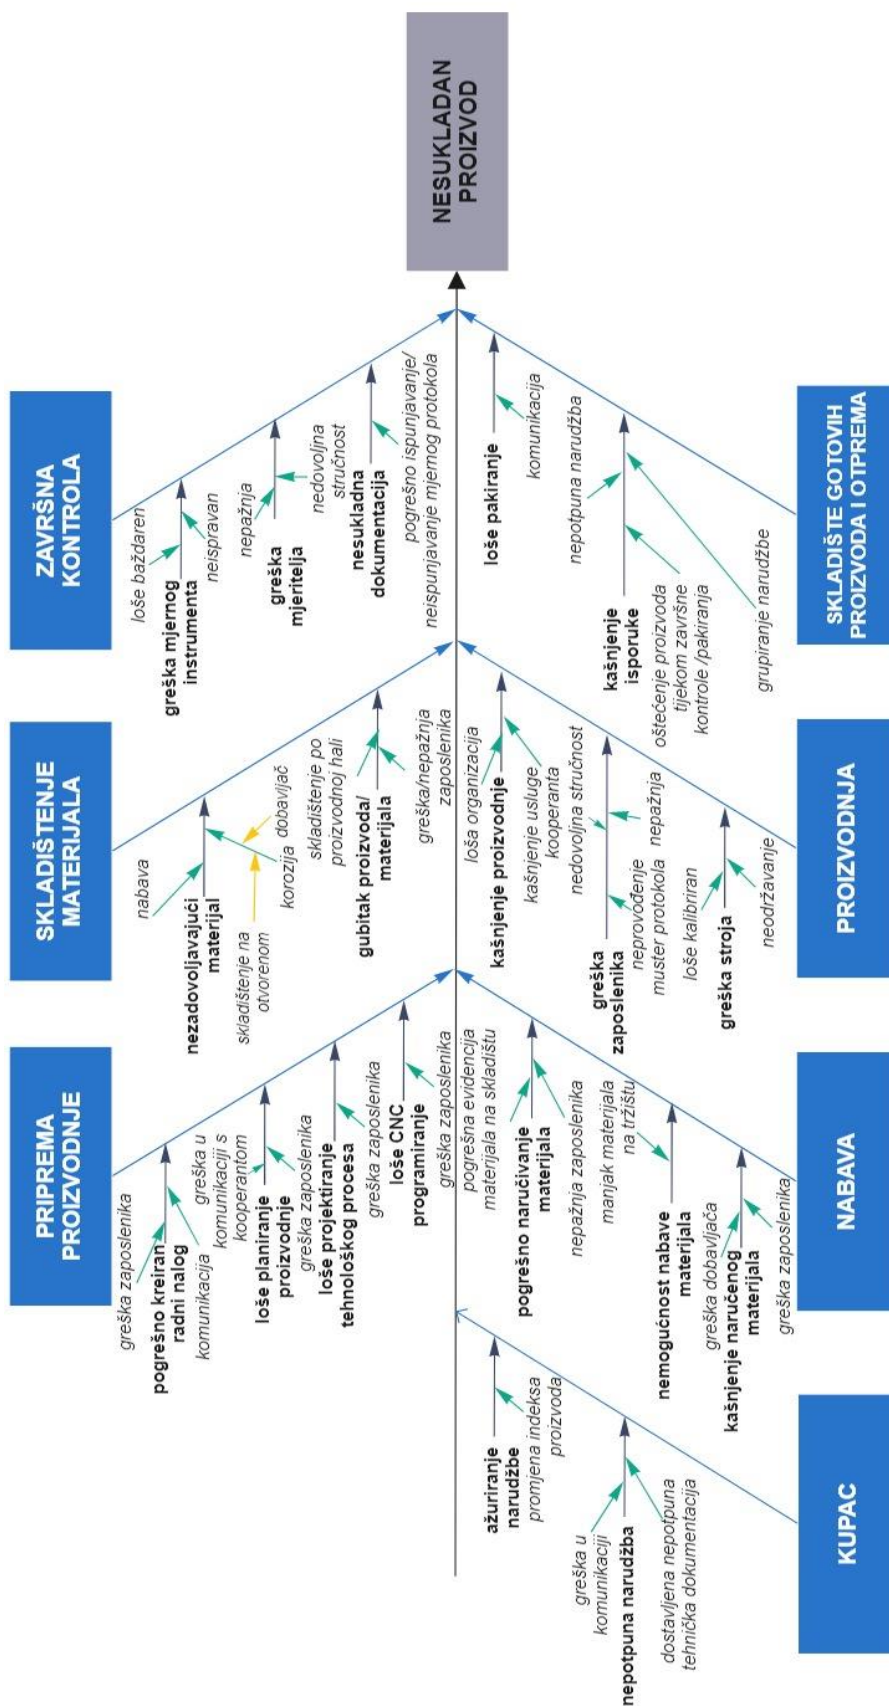 PRIPREMA
PROIZVODNJE
greška zaposlenika
pogrešno kreiran
radni nalog
komunikacija
greška u
komunikaciji s
kooperantom
loše planiranje
proizvodnje
greška zaposlenika
loše projektiranje
tehnološkog procesa
greška zaposlenika
loše CNC
programiranje
greška zaposlenika
SKLADIŠTENJE
MATERIJALA
nabava
nezadovoljavajući
materijal
skladištenje na
otvorenom
korozija
dobavljač
skladištenje po
proizvodnoj hali
gubitak proizvoda/
materijala
greška/nepažnja
zaposlenika
ZAVRŠNA
KONTROLA
loše baždaren
greška mjernog
instrumenta
neispravan
nepažnja
greška
mjeritelja
nedovoljna
stručnost
nesukladna
dokumentacija
pogrešno ispunjavanje/
neispunjavanje mjernog protokola
NESUKLADAN
PROIZVOD
ažuriranje
narudžbe
promjena indeksa
proizvoda
greška u
komunikaciji
nepotpuna narudžba
dostavljena nepotpuna
tehnička dokumentacija
KUPAC
pogrešna evidencija
materijala na skladištu
pogrešno naručivanje
materijala
nepažnja zaposlenika
manjak materijala
na tržištu
nemogućnost nabave
materijala
greška dobavljača
kašnjenje naručenog
materijala
greška zaposlenika
NABAVA
loša organizacija
kašnjenje proizvodnje
kašnjenje usluge
kooperanta
nedovoljna stručnost
greška
zaposlenika
neprovođenje
muster protokola
nepažnja
loše kalibriran
greška stroja
neodržavanje
PROIZVODNJA
loše pakiranje
komunikacija
nepotpuna narudžba
kašnjenje
isporuke
oštećenje proizvoda
tijekom završne
kontrole /pakiranja
grupiranje narudžbe
SKLADIŠTE GOTOVIH
PROIZVODA I OTPREMA